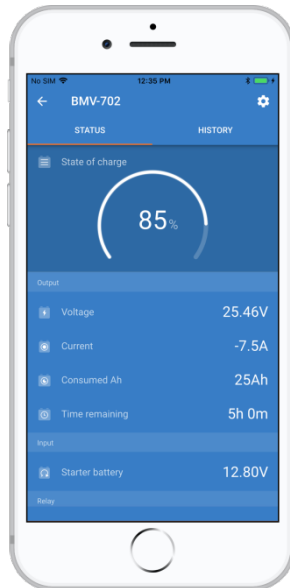 No SIM 12:35 PM
BMV-702
STATUS HISTORY
State of charge
85%
Output
Voltage 25.46V
Current -7.5A
Consumed Ah 25Ah
Time remaining 5h 0m
Input
Starter battery 12.80V
Relay